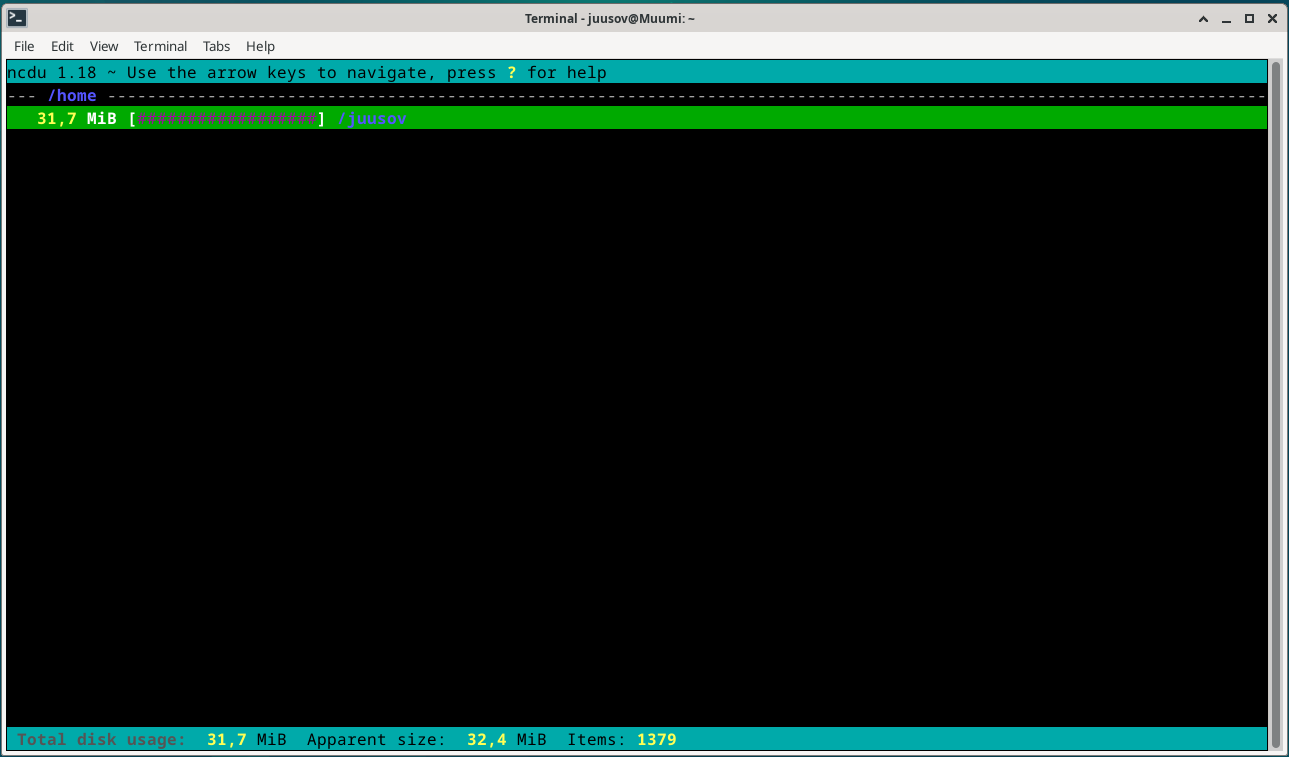 Terminal - juusov@Muumi: ~
File Edit View Terminal Tabs Help
ncdu 1.18 ~ Use the arrow keys to navigate, press ? for help
--- /home --------------------------------------------------------------------------------------------------------------------
31,7 MiB [##################] /juusov
Total disk usage: 31,7 MiB Apparent size: 32,4 MiB Items: 1379